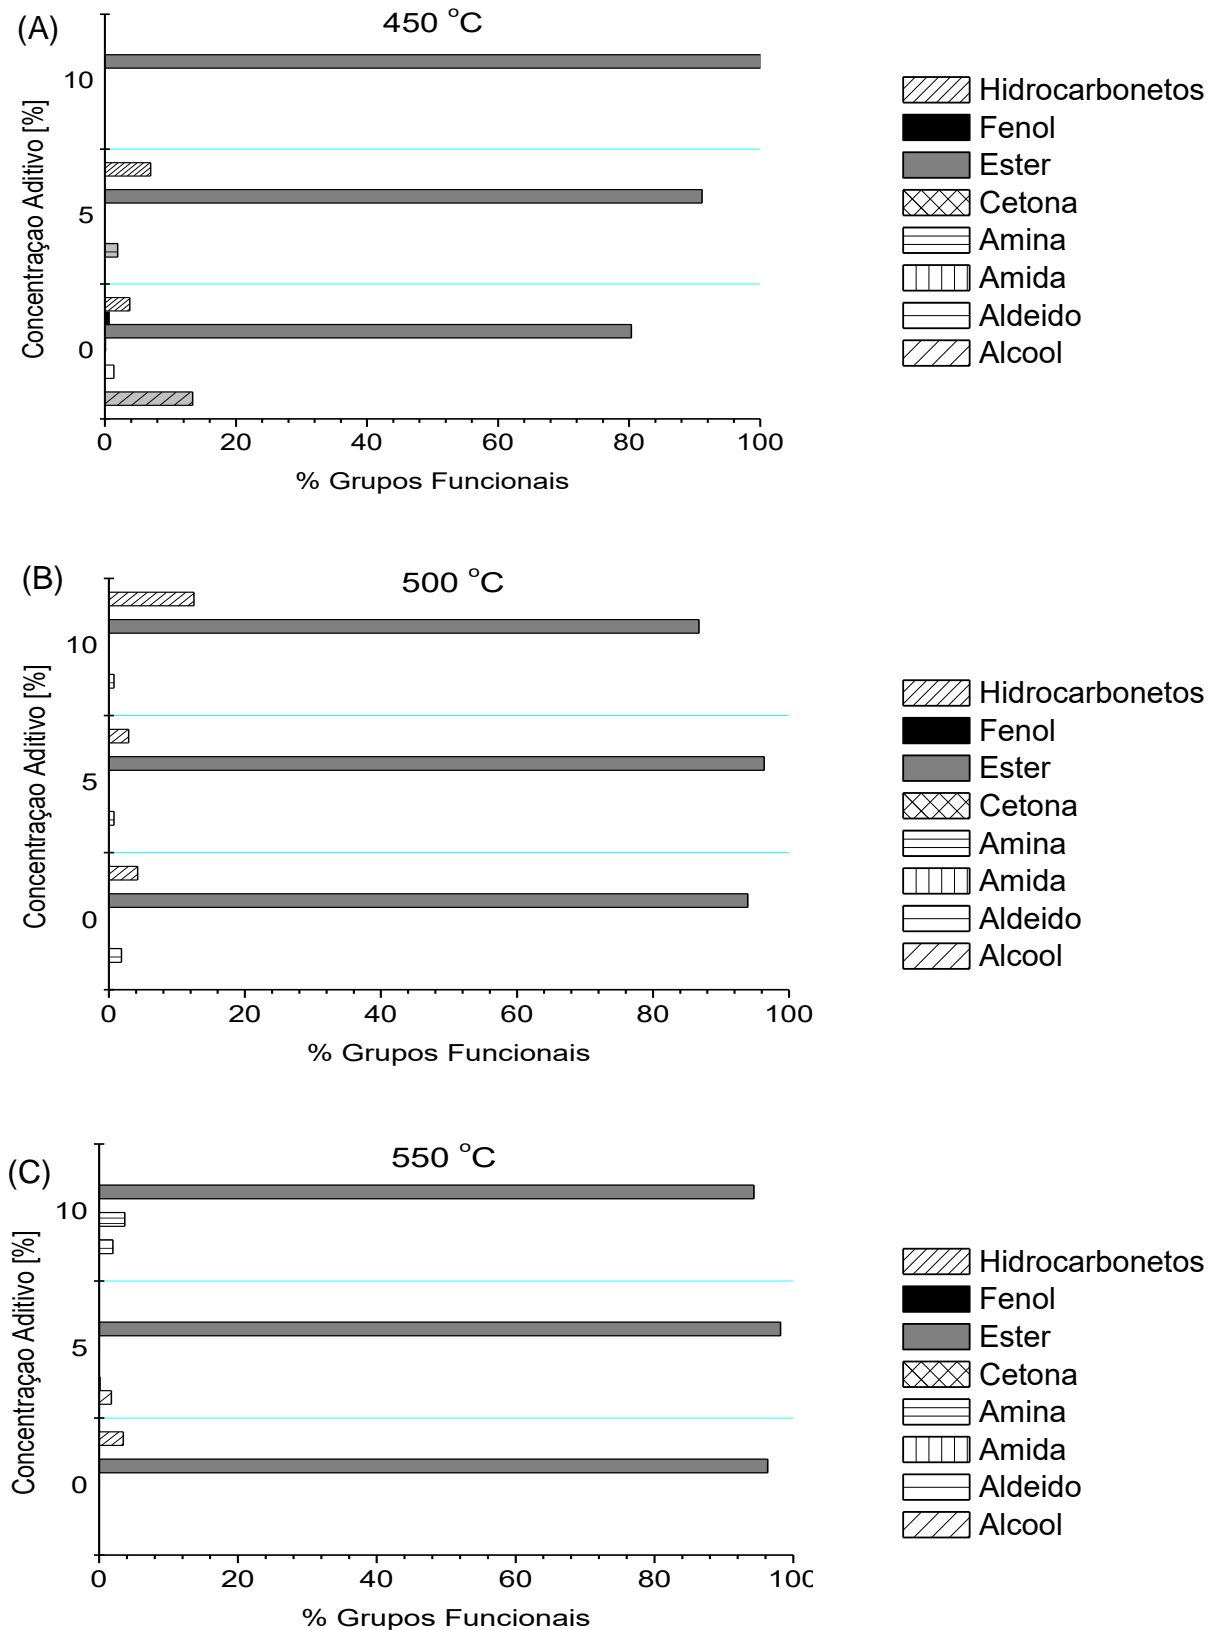 (A)
450 °C
Concentraçao Aditivo [%]
10
5
0
0 20 40 60 80 100
% Grupos Funcionais
Hidrocarbonetos
Fenol
Ester
Cetona
Amina
Amida
Aldeido
Alcool
(B)
500 °C
Concentraçao Aditivo [%]
10
5
0
0 20 40 60 80 100
% Grupos Funcionais
Hidrocarbonetos
Fenol
Ester
Cetona
Amina
Amida
Aldeido
Alcool
(C)
550 °C
Concentraçao Aditivo [%]
10
5
0
0 20 40 60 80 100
% Grupos Funcionais
Hidrocarbonetos
Fenol
Ester
Cetona
Amina
Amida
Aldeido
Alcool